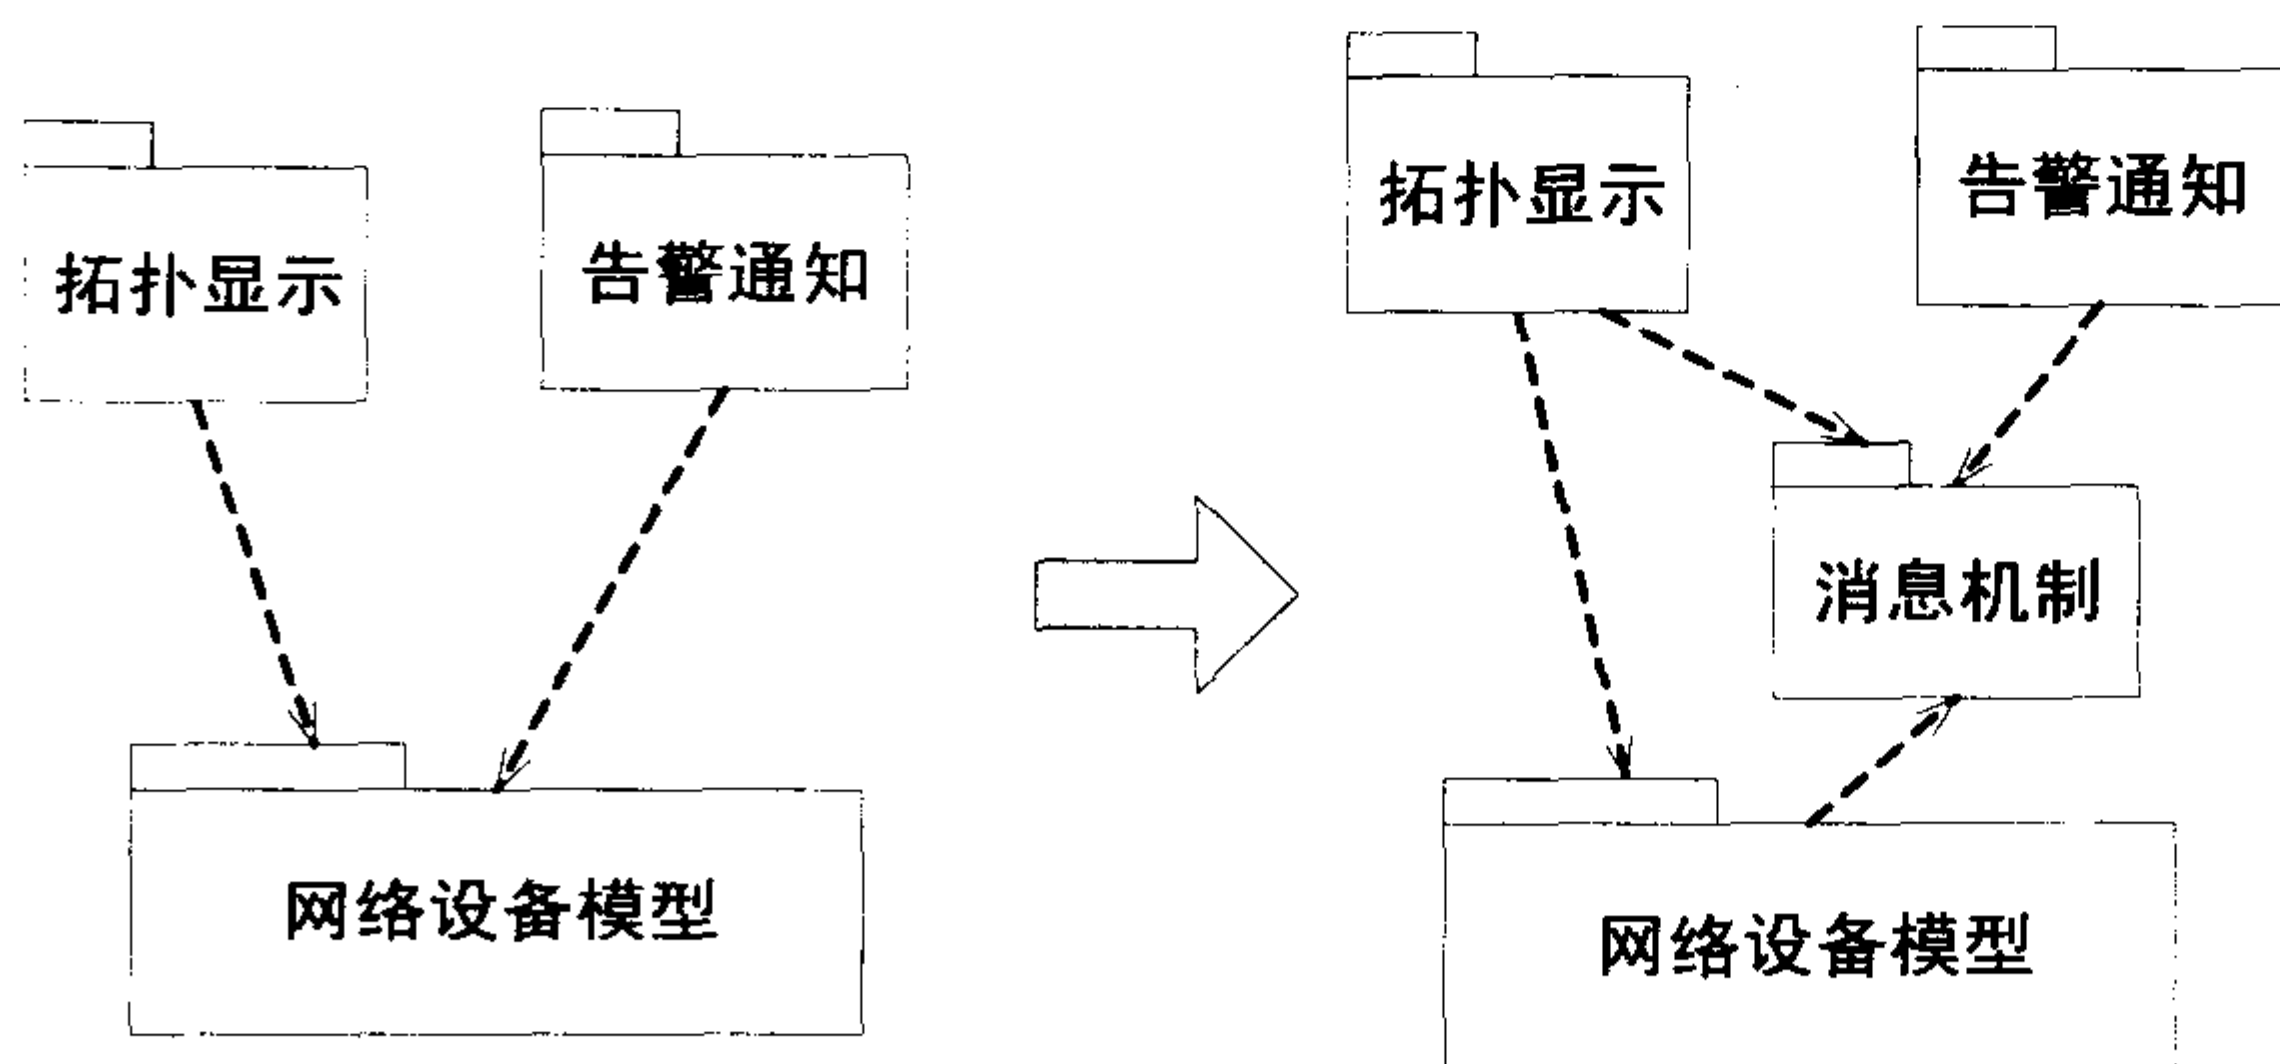 拓扑显示
告警通知
网络设备模型
拓扑显示
告警通知
消息机制
网络设备模型